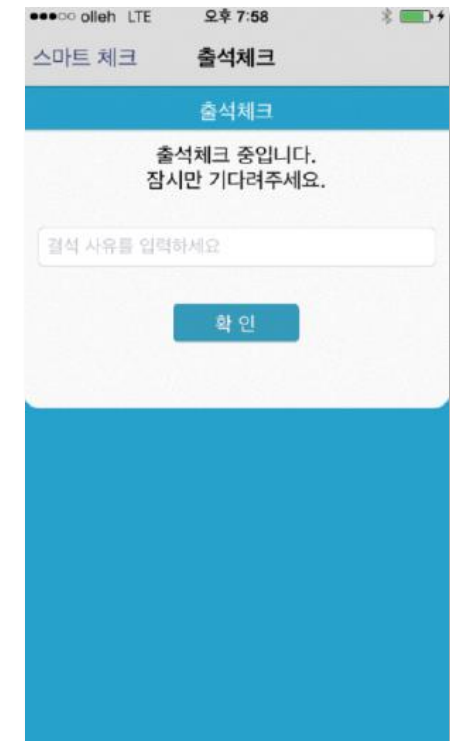 olleh LTE 오후 7:58
스마트 체크 출석체크
출석체크
출석체크 중입니다.
잠시만 기다려주세요.
결석 사유를 입력하세요
확 인